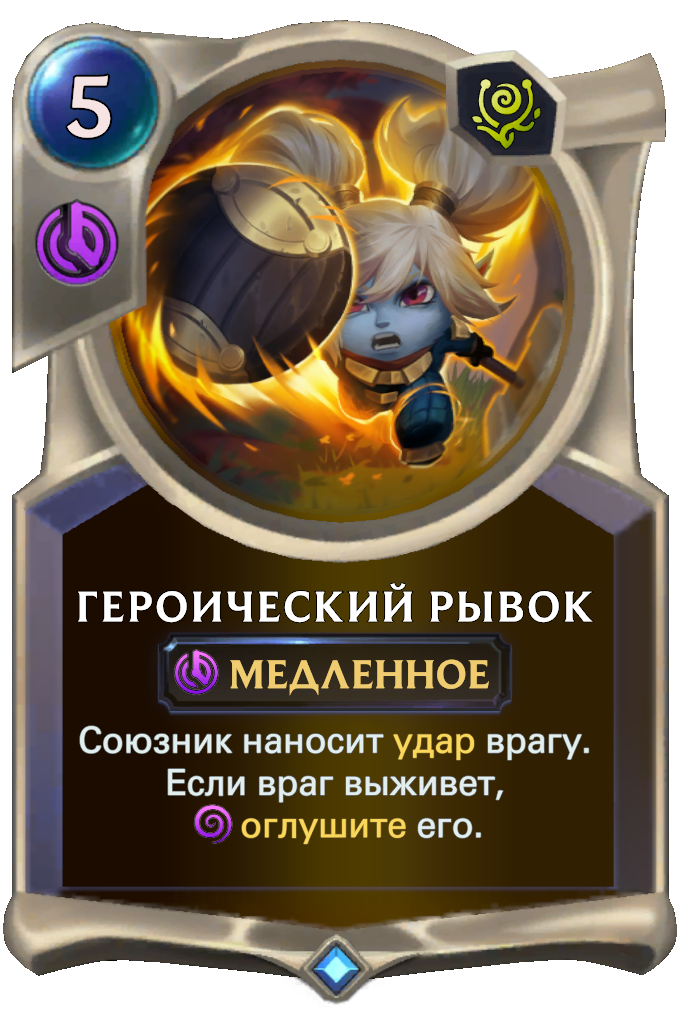 5
ГЕРОИЧЕСКИЙ РЫВОК
МЕДЛЕННОЕ
Союзник наносит удар врагу.
Если враг выживет,
оглушите его.